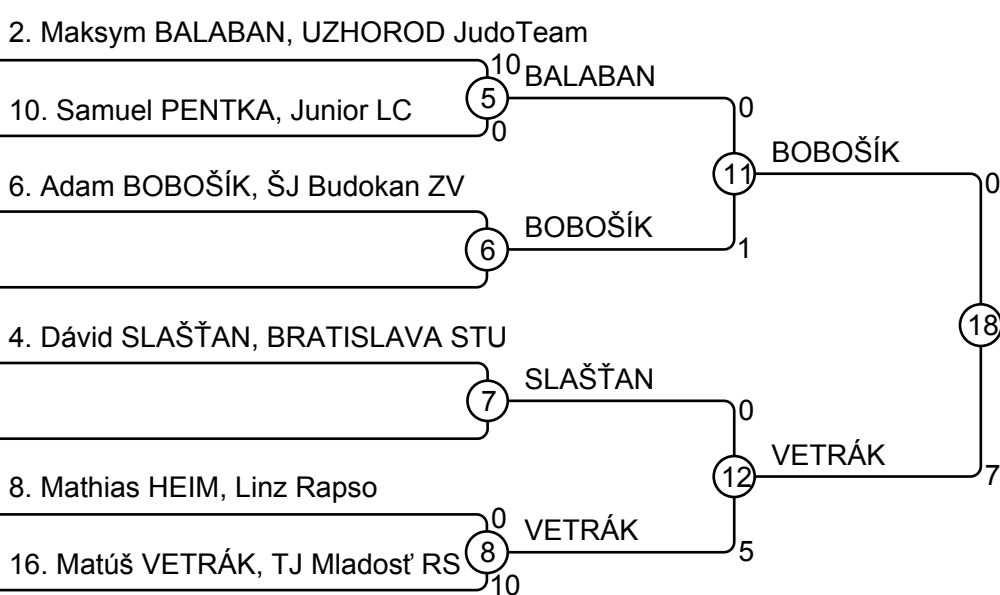 2. Maksym BALABAN, UZHOROD JudoTeam
10
BALABAN
5
0
10. Samuel PENTKA, Junior LC
0
BOBOŠÍK
11
0
6. Adam BOBOŠÍK, ŠJ Budokan ZV
BOBOŠÍK
6
1
18
4. Dávid SLAŠŤAN, BRATISLAVA STU
SLAŠŤAN
7
0
VETRÁK
12
7
8. Mathias HEIM, Linz Rapso
0
VETRÁK
8
5
16. Matúš VETRÁK, TJ Mladosť RS
10